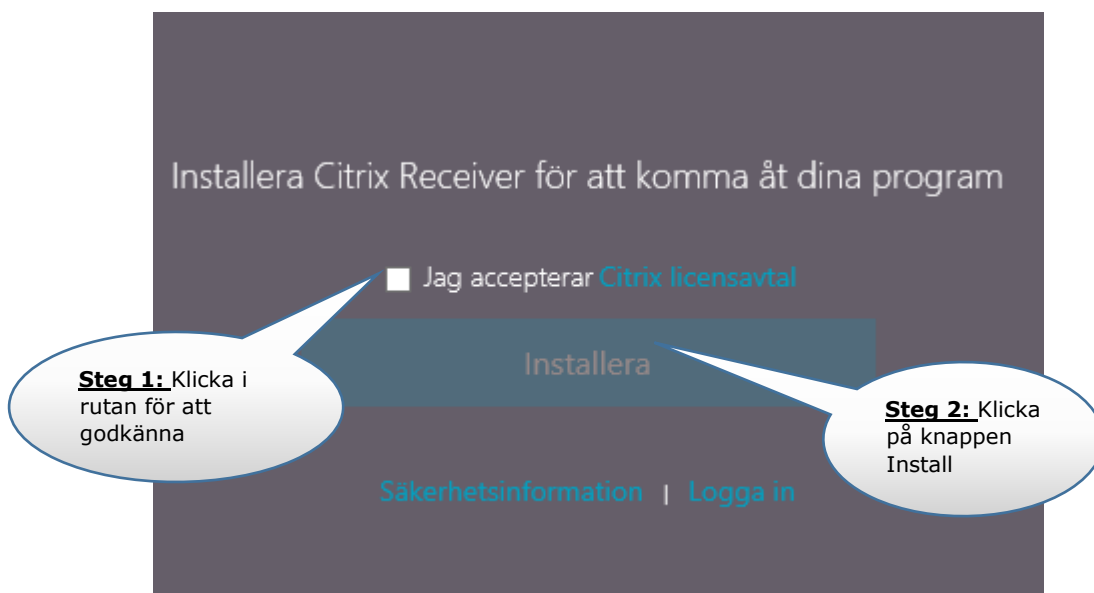 Installera Citrix Receiver för att komma åt dina program
Jag accepterar Citrix licensavtal
Installera
Steg 1: Klicka i
rutan för att
godkänna
Steg 2: Klicka
på knappen
Install
Säkerhetsinformation | Logga in